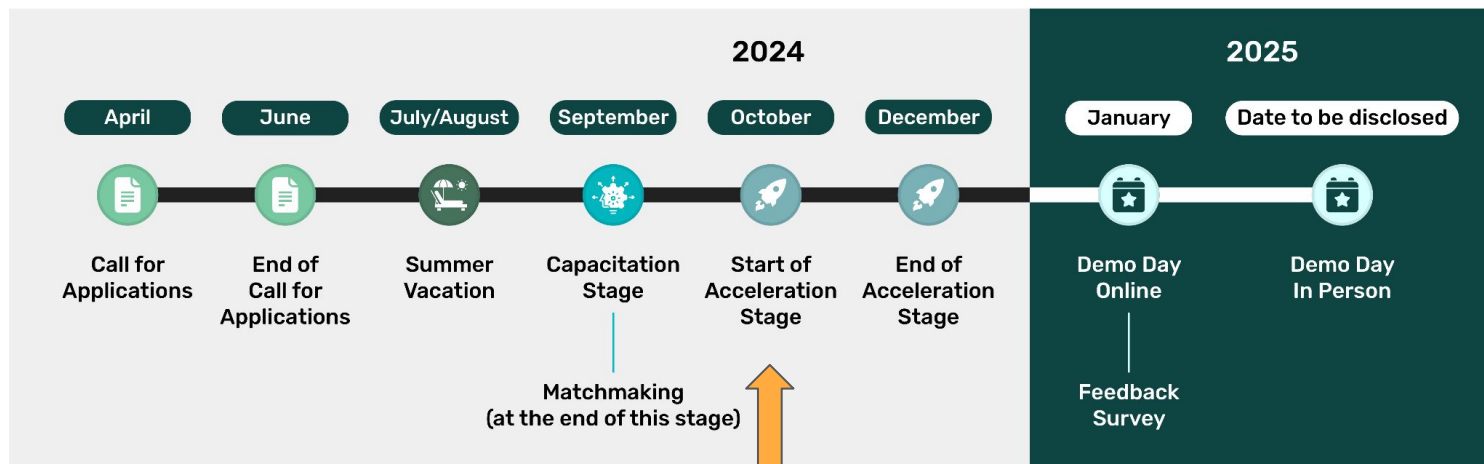 2024
2025
April
June
July/August
September
October
December
January
Date to be disclosed
Call for
Applications
End of
Call for
Applications
Summer
Vacation
Capacitation
Stage
Start of
Acceleration
Stage
End of
Acceleration
Stage
Demo Day
Online
Demo Day
In Person
Matchmaking
(at the end of this stage)
Feedback
Survey